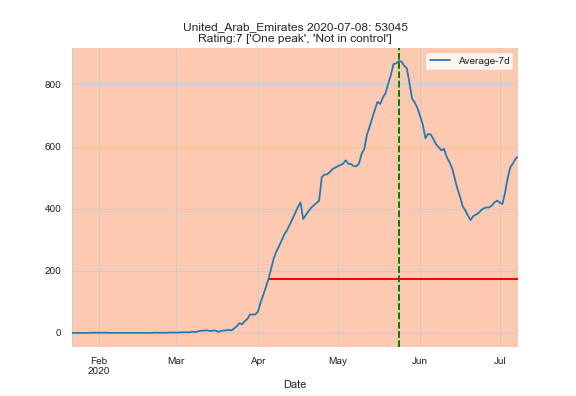 United_Arab_Emirates 2020-07-08: 53045
Rating:7 ['One peak', 'Not in control']
Average-7d
800
600
400
200
0
Feb
2020
Mar
Apr
May
Jun
Jul
Date